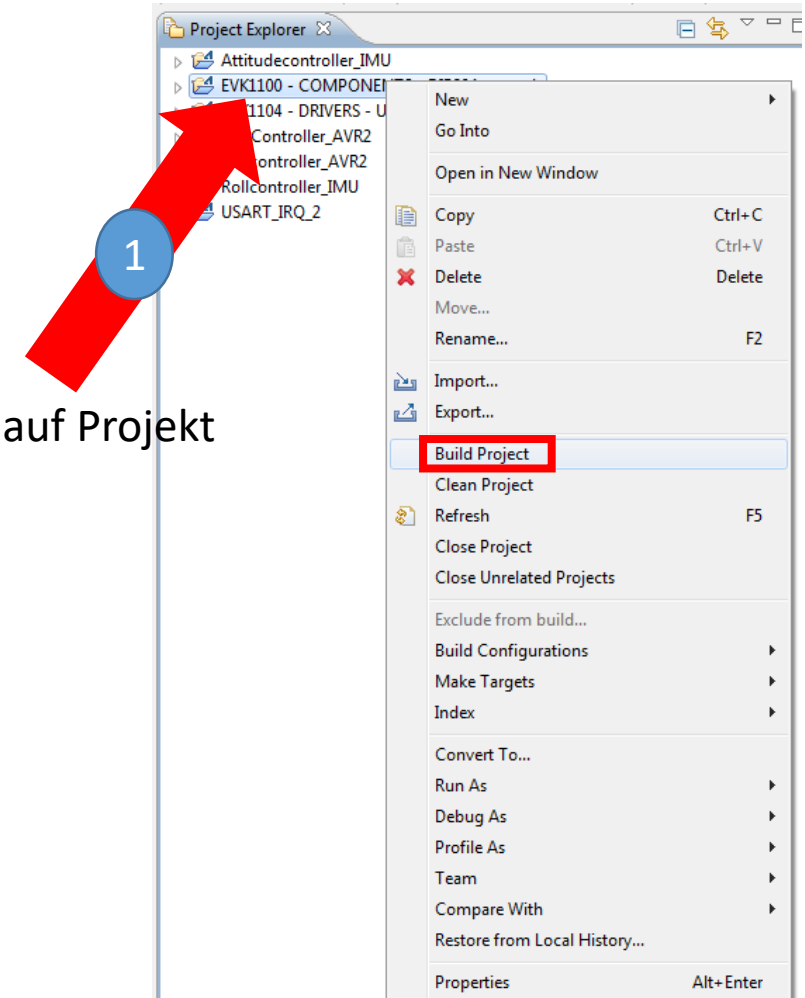 Project Explorer
Attitudecontroller_IMU
EVK1100 - COMPONE
1104 - DRIVERS - U
Controller_AVR2
ontroller_AVR2
Rollcontroller_IMU
USART_IRQ_2
1
auf Projekt
New
Go Into
Open in New Window
Copy Ctrl+C
Paste Ctrl+V
Delete Delete
Move...
Rename... F2
Import...
Export...
Build Project
Clean Project
Refresh F5
Close Project
Close Unrelated Projects
Exclude from build...
Build Configurations
Make Targets
Index
Convert To...
Run As
Debug As
Profile As
Team
Compare With
Restore from Local History...
Properties Alt+Enter